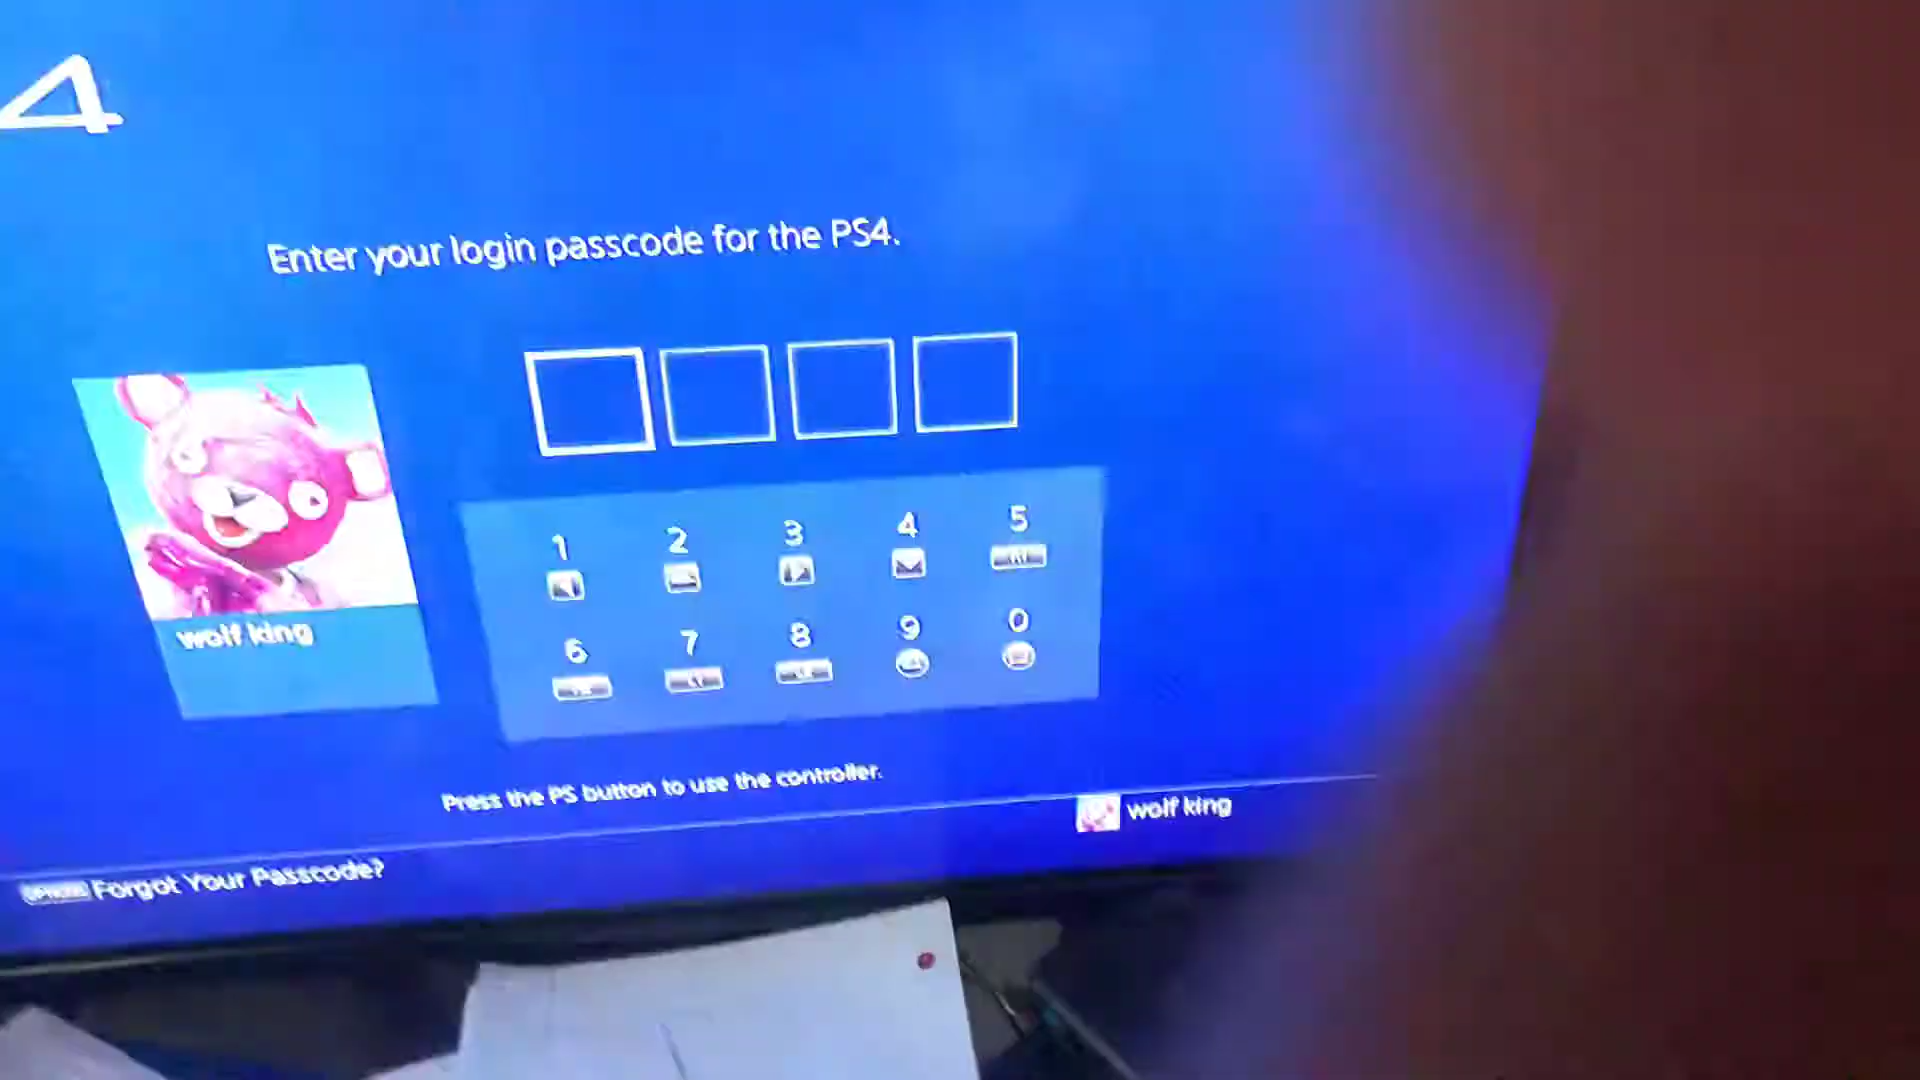 4
Enter your login passcode for the PS4.
1 2 3 4 5
6 7 8 9 0
wolf king
Press the PS button to use the controller.
wolf king
OPTIONS Forgot Your Passcode?